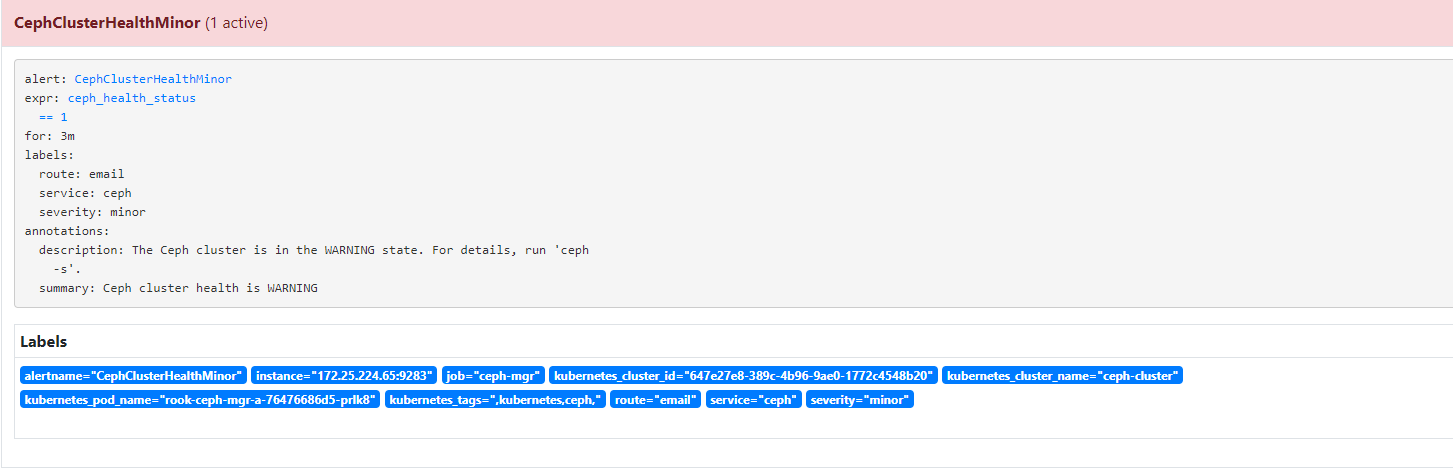 CephClusterHealthMinor (1 active)
alert: CephClusterHealthMinor
expr: ceph_health_status
== 1
for: 3m
labels:
route: email
service: ceph
severity: minor
annotations:
description: The Ceph cluster is in the WARNING state. For details, run 'ceph
-s'.
summary: Ceph cluster health is WARNING
Labels
alertname="CephClusterHealthMinor" instance="172.25.224.65:9283" job="ceph-mgr" kubernetes_cluster_id="647e27e8-389c-4b96-9ae0-1772c4548b20" kubernetes_cluster_name="ceph-cluster"
kubernetes_pod_name="rook-ceph-mgr-a-76476686d5-prlk8" kubernetes_tags=",kubernetes,ceph," route="email" service="ceph" severity="minor"